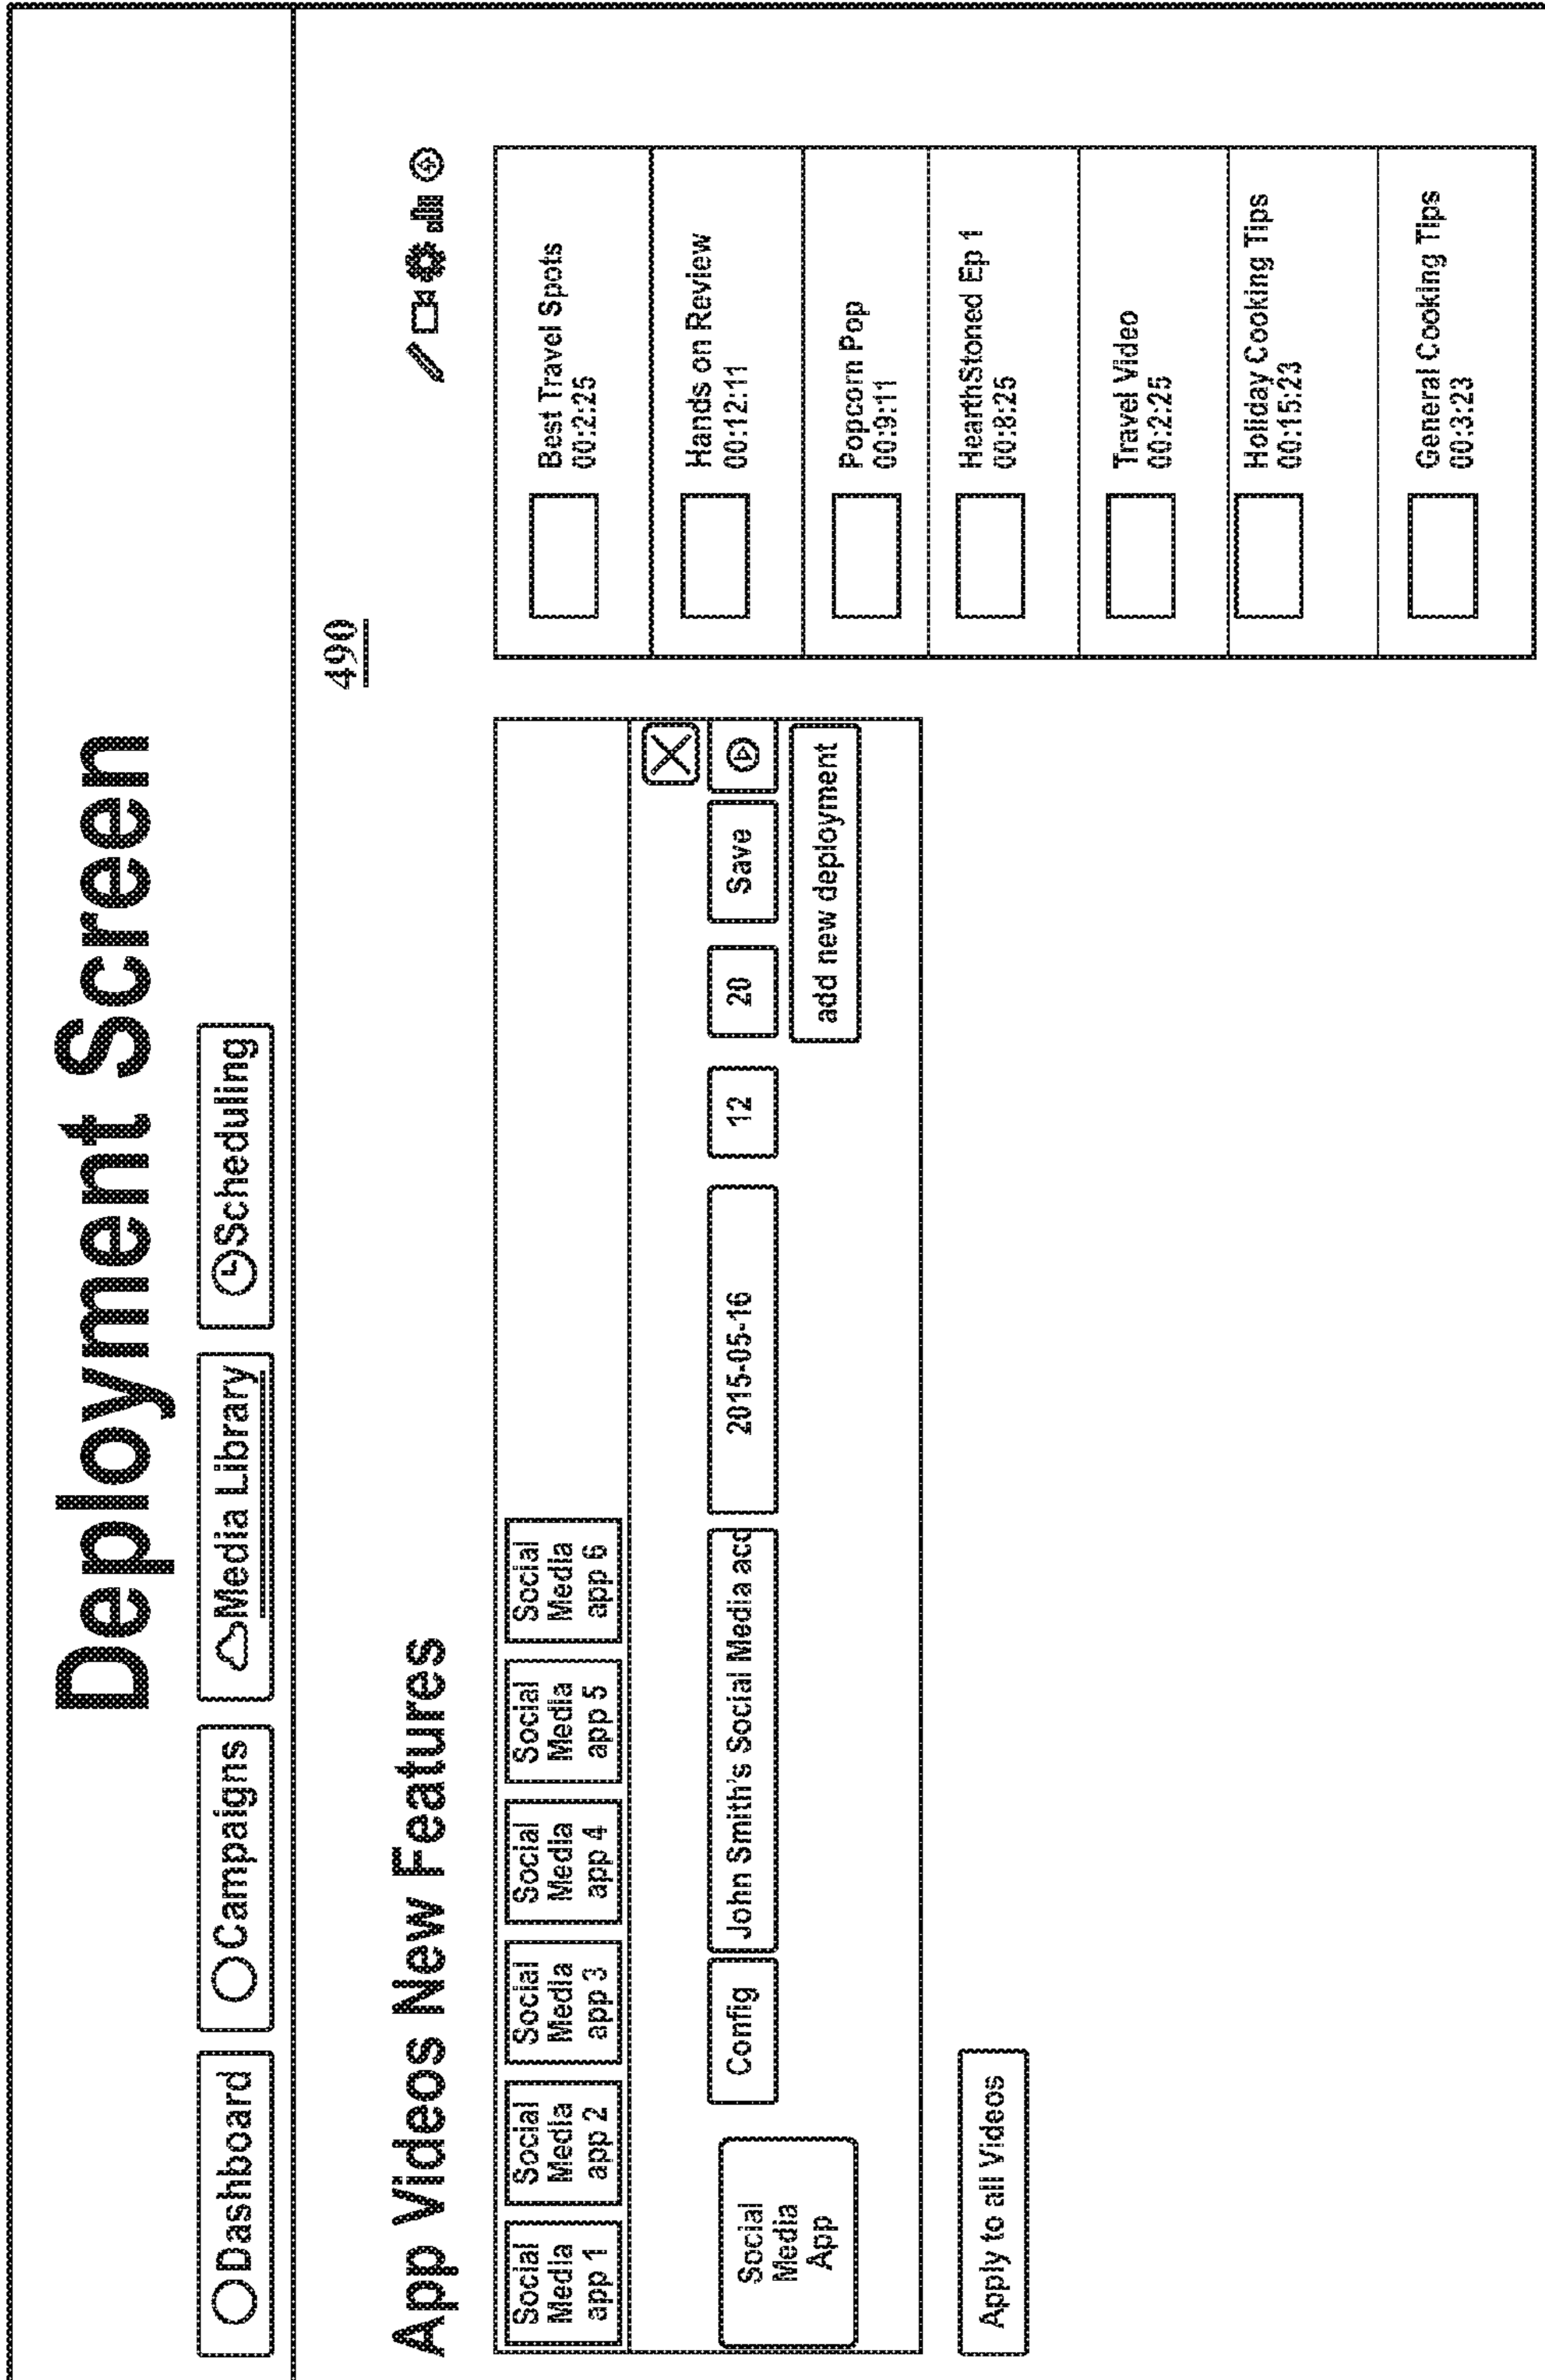 Deployment Screen
Dashboard
Campaigns
Media Library
Scheduling
490
App Videos New Features
Social
Media
app 1
Social
Media
app 2
Social
Media
app 3
Social
Media
app 4
Social
Media
app 5
Social
Media
app 6
Social
Media
App
Config
John Smith's Social Media acc
2015-05-16
12
20
Save
add new deployment
Apply to all Videos
Best Travel Spots
00:2:25
Hands on Review
00:12:11
Popcorn Pop
00:9:11
HearthStoned Ep 1
00:8:25
Travel Video
00:2:25
Holiday Cooking Tips
00:15:23
General Cooking Tips
00:3:23